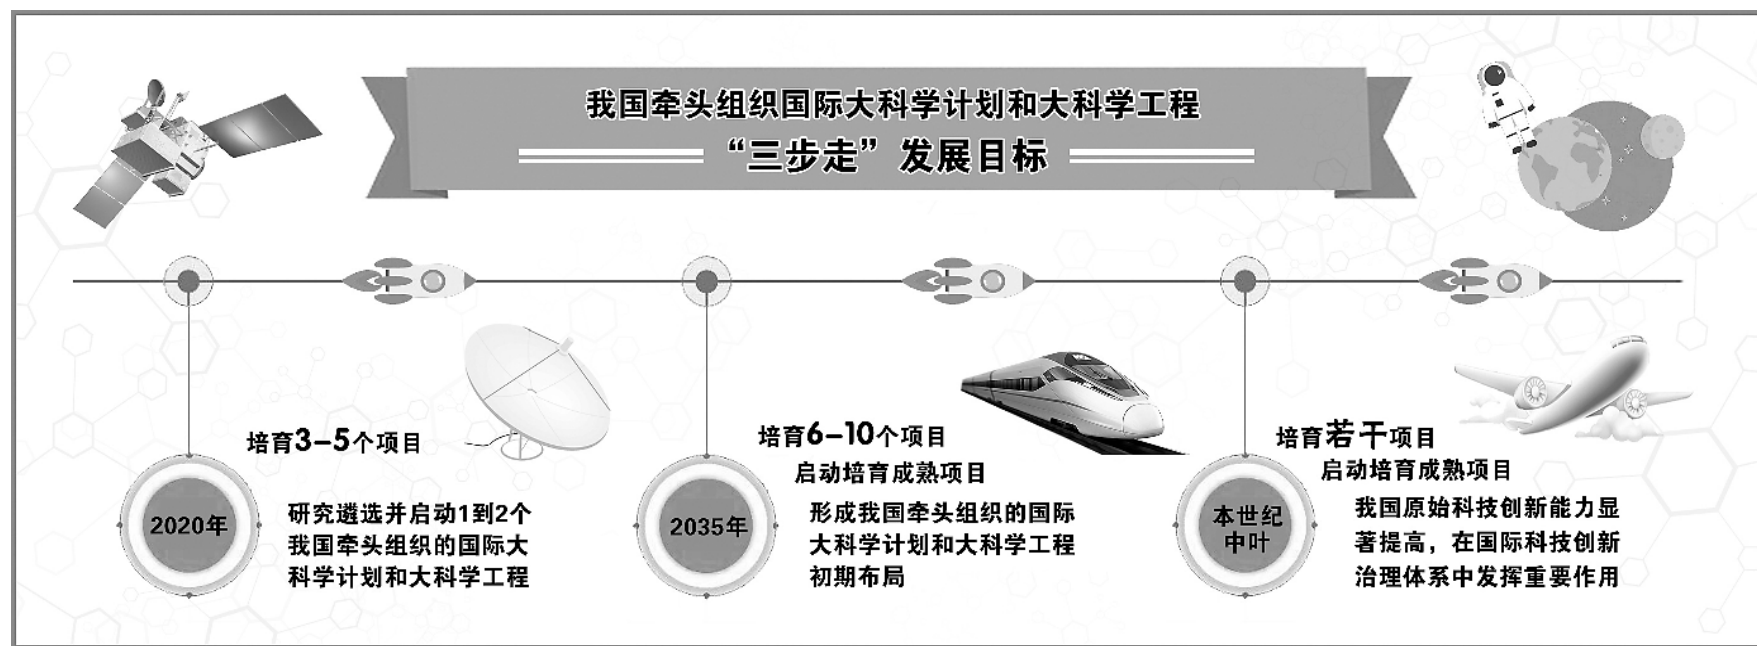 我国牵头组织国际大科学计划和大科学工程
“三步走”发展目标
培育3-5个项目
2020年
研究遴选并启动1到2个
我国牵头组织的国际大
科学计划和大科学工程
培育6-10个项目
启动培育成熟项目
2035年
形成我国牵头组织的国际
大科学计划和大科学工程
初期布局
培育若干项目
启动培育成熟项目
本世纪
中叶
我国原始科技创新能力显
著提高，在国际科技创新
治理体系中发挥重要作用